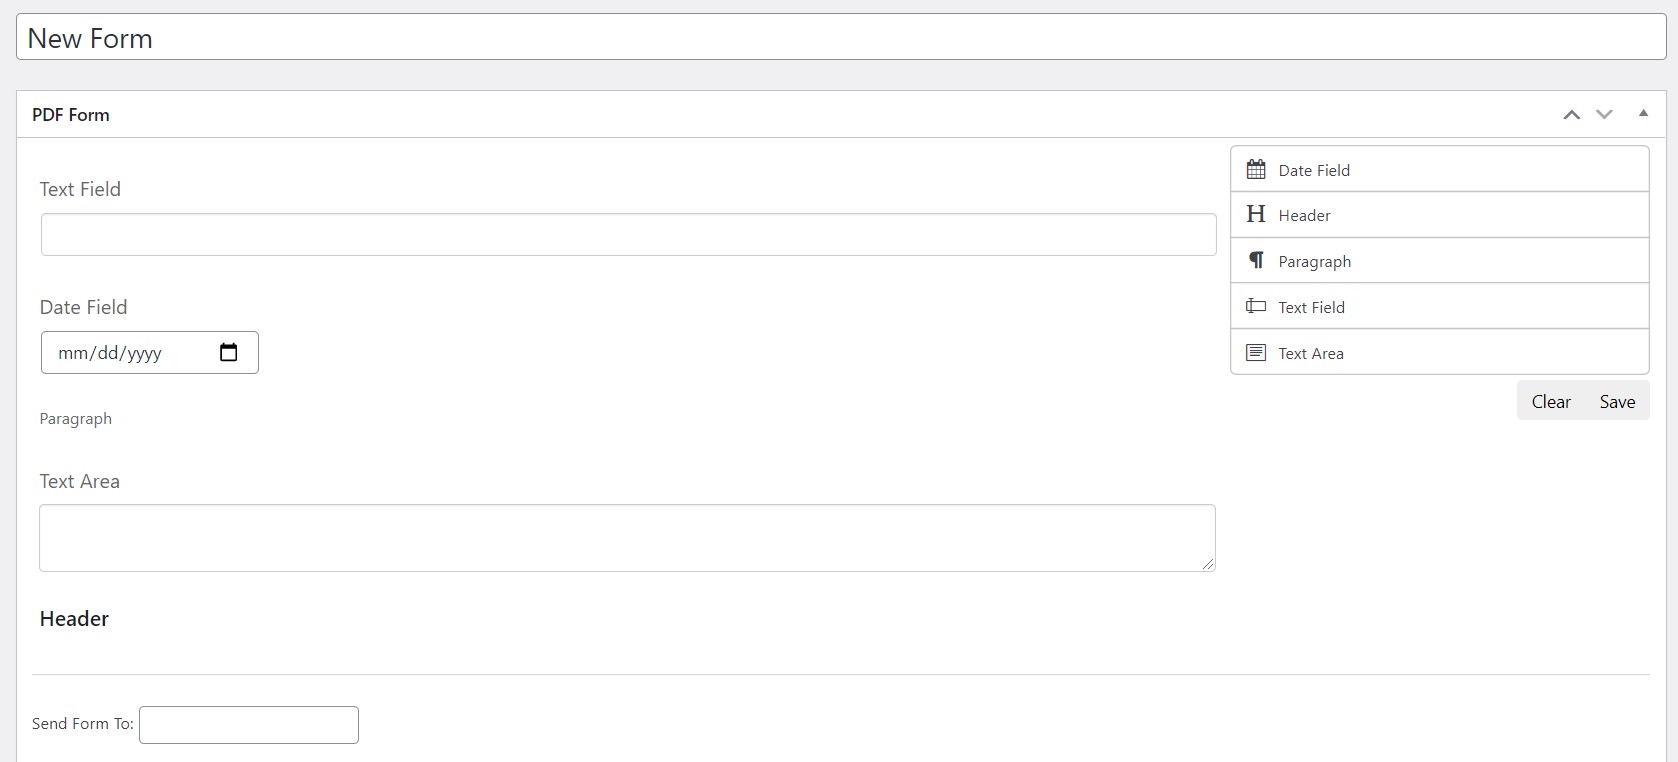 New Form
PDF Form
Text Field
Date Field
mm/dd/yyyy
Paragraph
Text Area
Header
Date Field
H Header
¶ Paragraph
Text Field
Text Area
Clear Save
Send Form To: